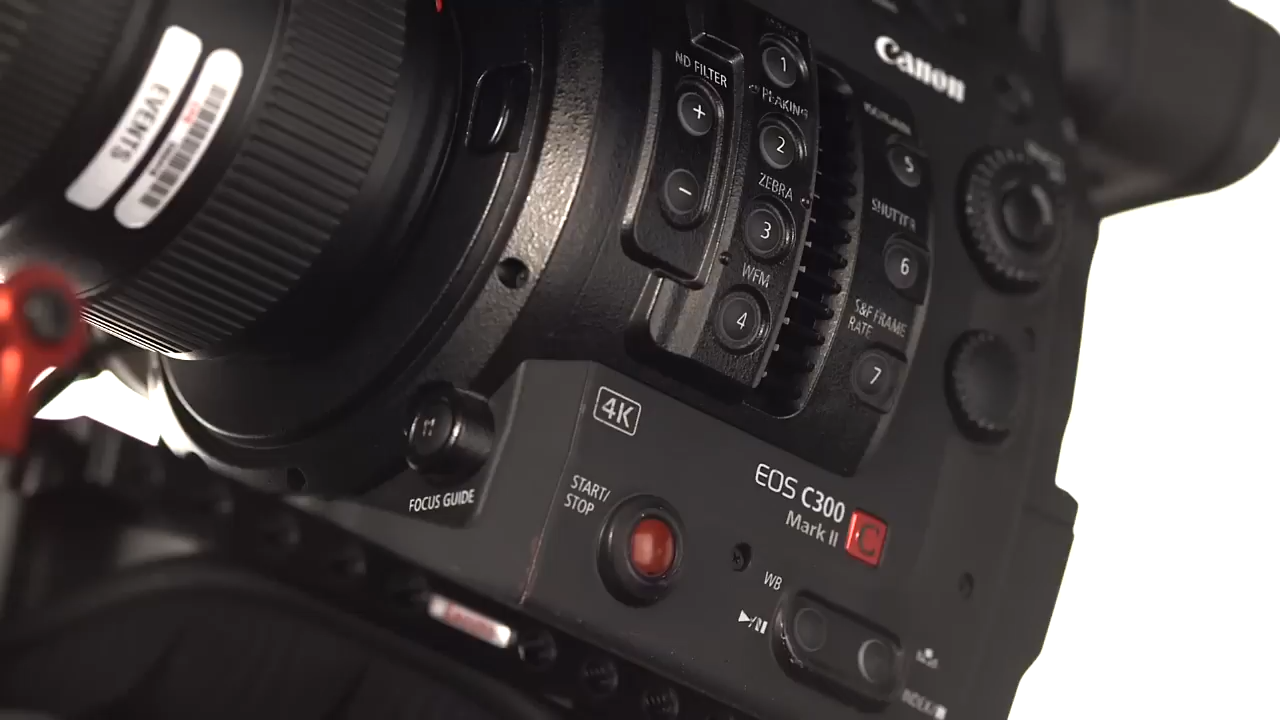 Canon
EVENTS
ND FILTER
+
-
1
PEAKING
2
ZEBRA
3
WFM
4
5
SHUTTER
6
S&F FRAME
RATE
7
4K
START/
STOP
FOCUS GUIDE
EOS C300
Mark II
C
WB